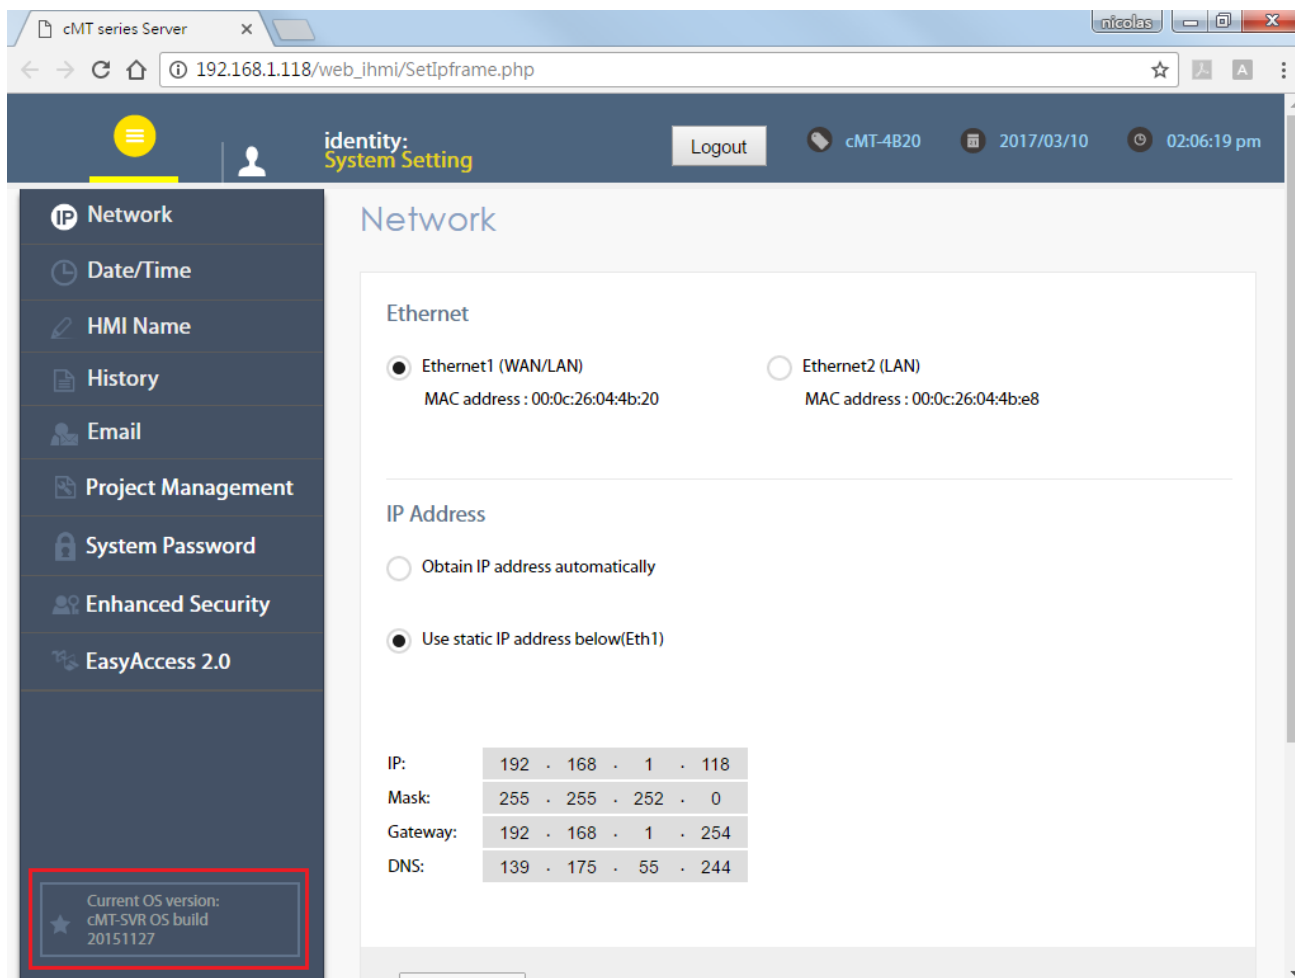 cMT series Server
nicolas
192.168.1.118/web_ihmi/SetIpframe.php
identity:
System Setting
Logout
cMT-4B20
2017/03/10
02:06:19 pm
IP Network
Date/Time
HMI Name
History
Email
Project Management
System Password
Enhanced Security
EasyAccess 2.0
Current OS version:
cMT-SVR OS build
20151127
Network
Ethernet
Ethernet1 (WAN/LAN)
MAC address : 00:0c:26:04:4b:20
Ethernet2 (LAN)
MAC address : 00:0c:26:04:4b:e8
IP Address
Obtain IP address automatically
Use static IP address below(Eth1)
IP: 192 . 168 . 1 . 118
Mask: 255 . 255 . 252 . 0
Gateway: 192 . 168 . 1 . 254
DNS: 139 . 175 . 55 . 244